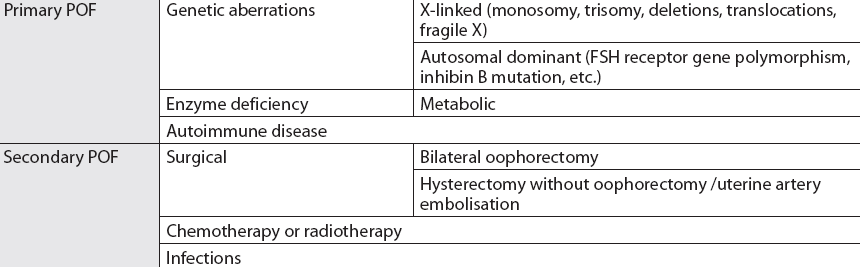 Primary POF
Genetic aberrations
X-linked (monosomy, trisomy, deletions, translocations,
fragile X)
Autosomal dominant (FSH receptor gene polymorphism,
inhibin B mutation, etc.)
Enzyme deficiency
Metabolic
Autoimmune disease
Secondary POF
Surgical
Bilateral oophorectomy
Hysterectomy without oophorectomy /uterine artery
embolisation
Chemotherapy or radiotherapy
Infections